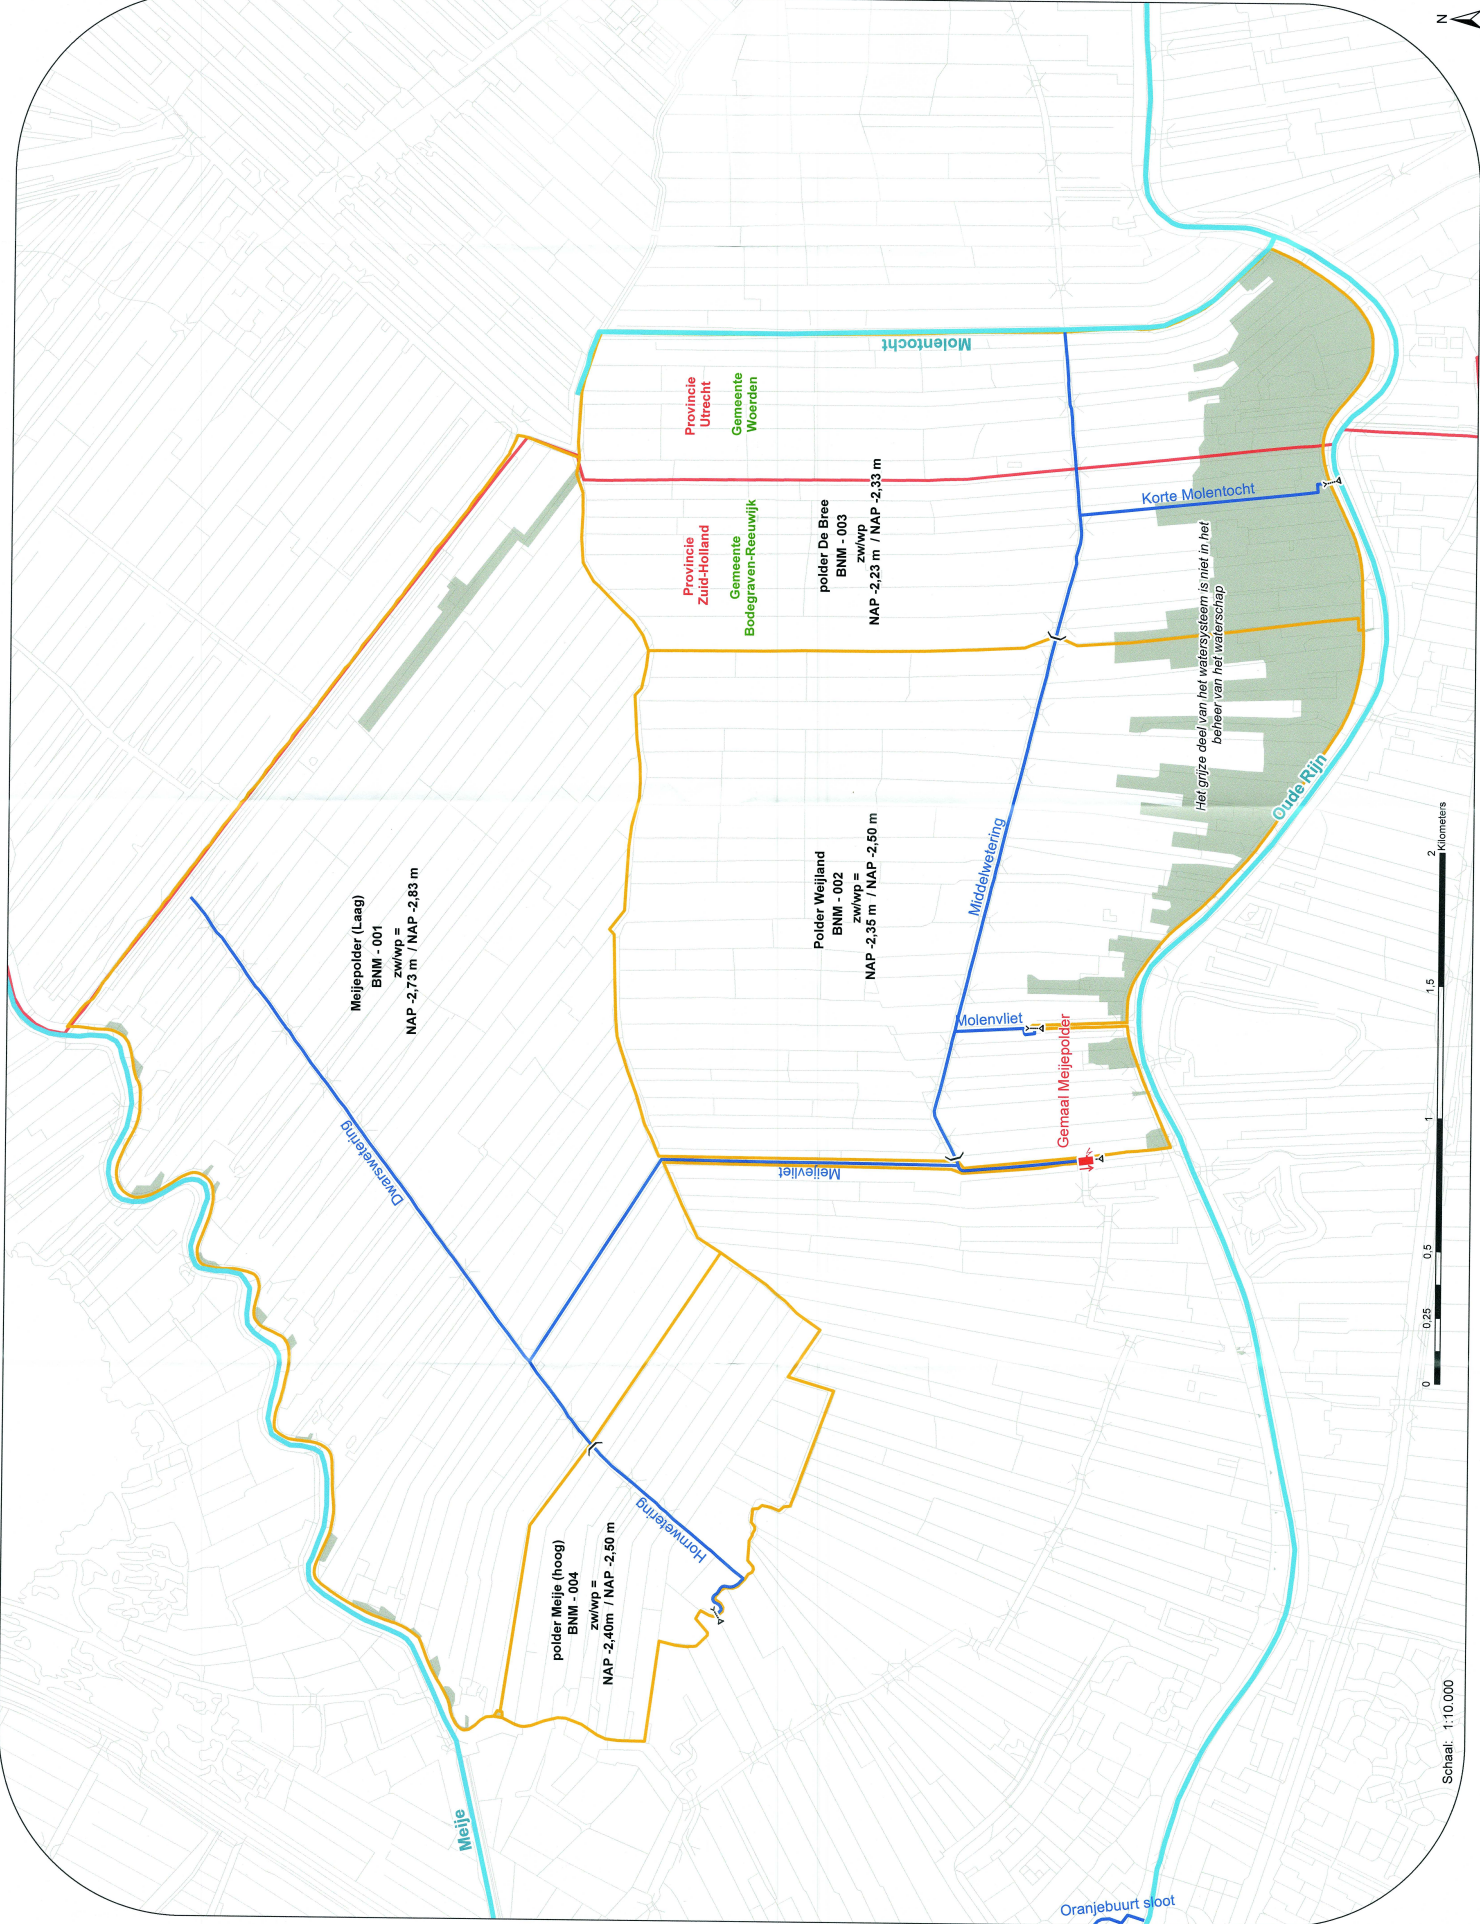 N
Molentocht
Provincie
Utrecht
Gemeente
Woerden
Provincie
Zuid-Holland
Gemeente
Bodegraven-Reeuwijk
polder De Bree
BNM - 003
zw/wp
NAP -2,23 m / NAP -2,33 m
Korte Molentocht
Het grijze deel van het watersysteem is niet in het
beheer van het waterschap
Oude Rijn
Meijepolder (Laag)
BNM - 001
zw/wp =
NAP -2,73 m / NAP -2,83 m
Polder Weijland
BNM - 002
zw/wp =
NAP -2,35 m / NAP -2,50 m
Middelwetering
Molenvliet
Gemaal Meijepolder
Meijevliet
Dwarswetering
Hornwetering
polder Meije (hoog)
BNM - 004
zw/wp =
NAP -2,40m / NAP -2,50 m
Meije
Oranjebuurt sloot
0 0,25 0,5 1 1,5 2
Kilometers
Schaal: 1:10.000